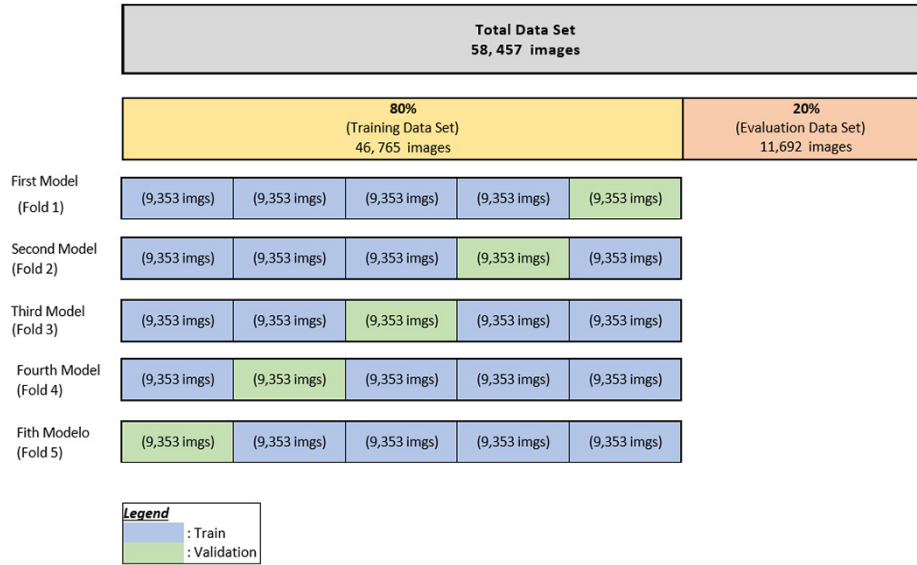 Total Data Set
58, 457 images
80%
(Training Data Set)
46, 765 images
20%
(Evaluation Data Set)
11,692 images
First Model
(Fold 1)
(9,353 imgs) (9,353 imgs) (9,353 imgs) (9,353 imgs) (9,353 imgs)
Second Model
(Fold 2)
(9,353 imgs) (9,353 imgs) (9,353 imgs) (9,353 imgs) (9,353 imgs)
Third Model
(Fold 3)
(9,353 imgs) (9,353 imgs) (9,353 imgs) (9,353 imgs) (9,353 imgs)
Fourth Model
(Fold 4)
(9,353 imgs) (9,353 imgs) (9,353 imgs) (9,353 imgs) (9,353 imgs)
Fith Modelo
(Fold 5)
(9,353 imgs) (9,353 imgs) (9,353 imgs) (9,353 imgs) (9,353 imgs)
Legend
: Train
: Validation